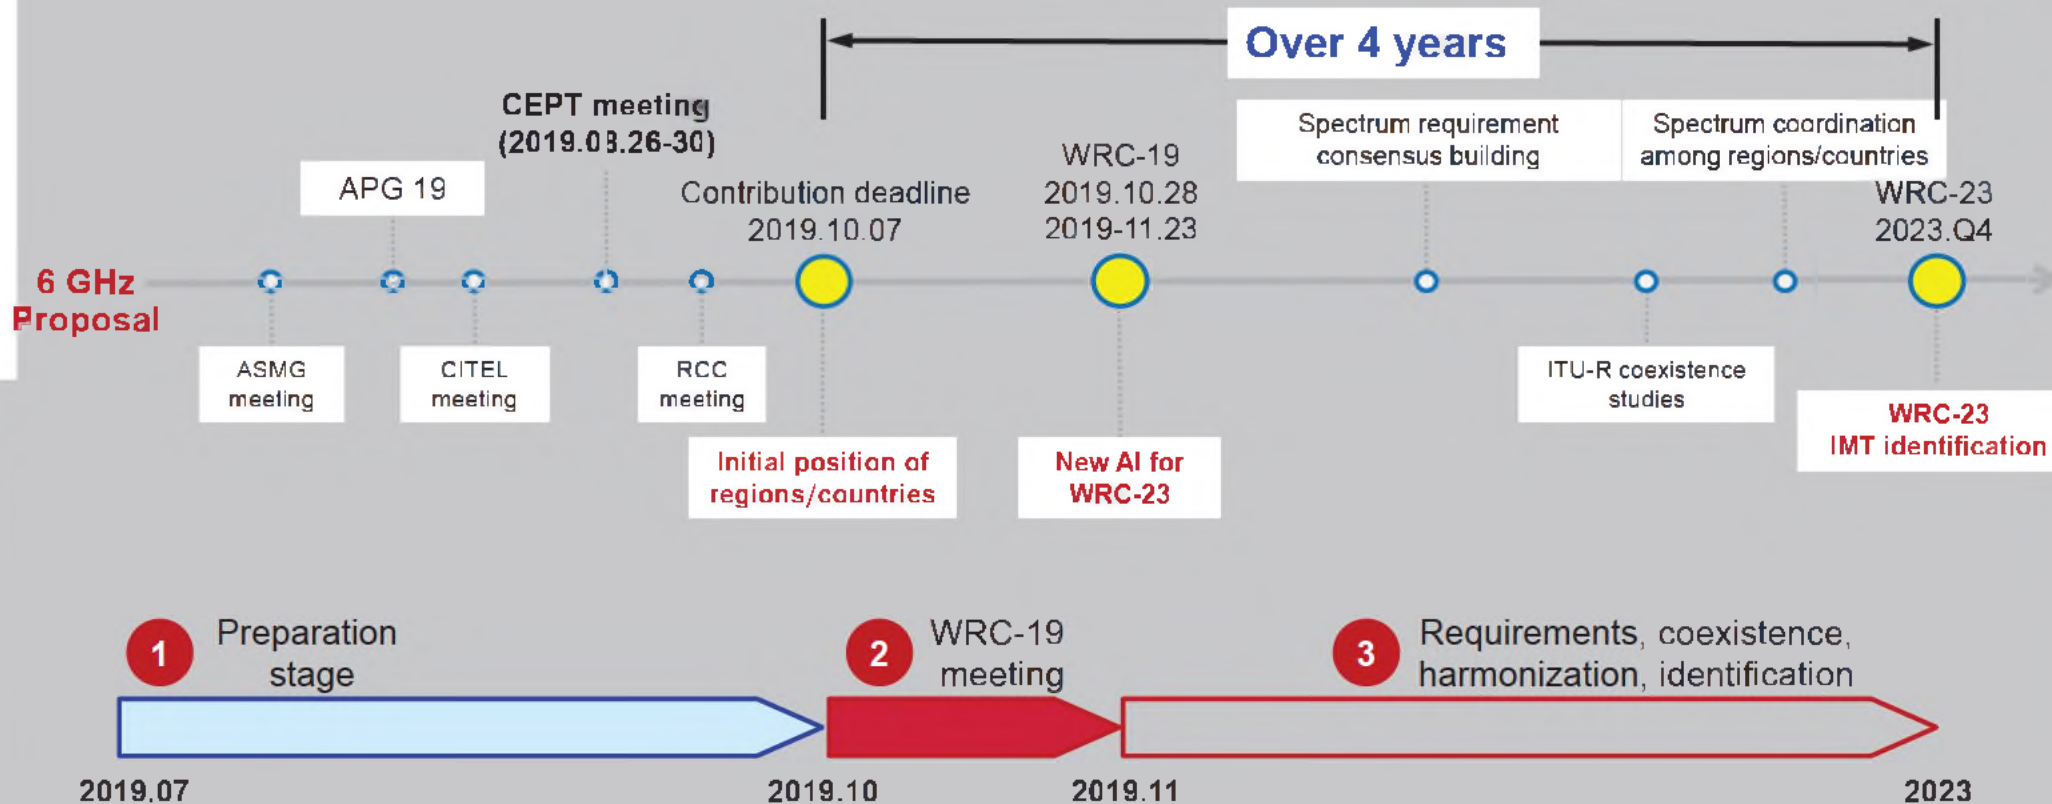 Over 4 years
CEPT meeting
(2019.08.26-30)
APG 19
Contribution deadline
2019.10.07
WRC-19
2019.10.28
2019-11.23
Spectrum requirement
consensus building
Spectrum coordination
among regions/countries
WRC-23
2023.Q4
6 GHz
Proposal
ASMG
meeting
CITEL
meeting
RCC
meeting
Initial position of
regions/countries
New AI for
WRC-23
ITU-R coexistence
studies
WRC-23
IMT identification
1
Preparation
stage
2
WRC-19
meeting
3
Requirements, coexistence,
harmonization, identification
2019.07
2019.10
2019.11
2023